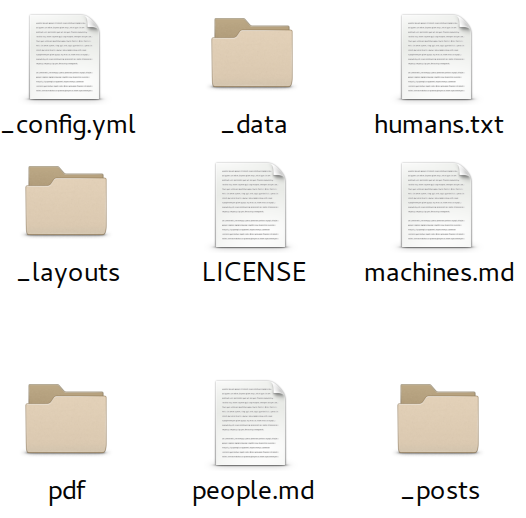 _config.yml
_data
humans.txt
_layouts
LICENSE
machines.md
pdf
people.md
_posts